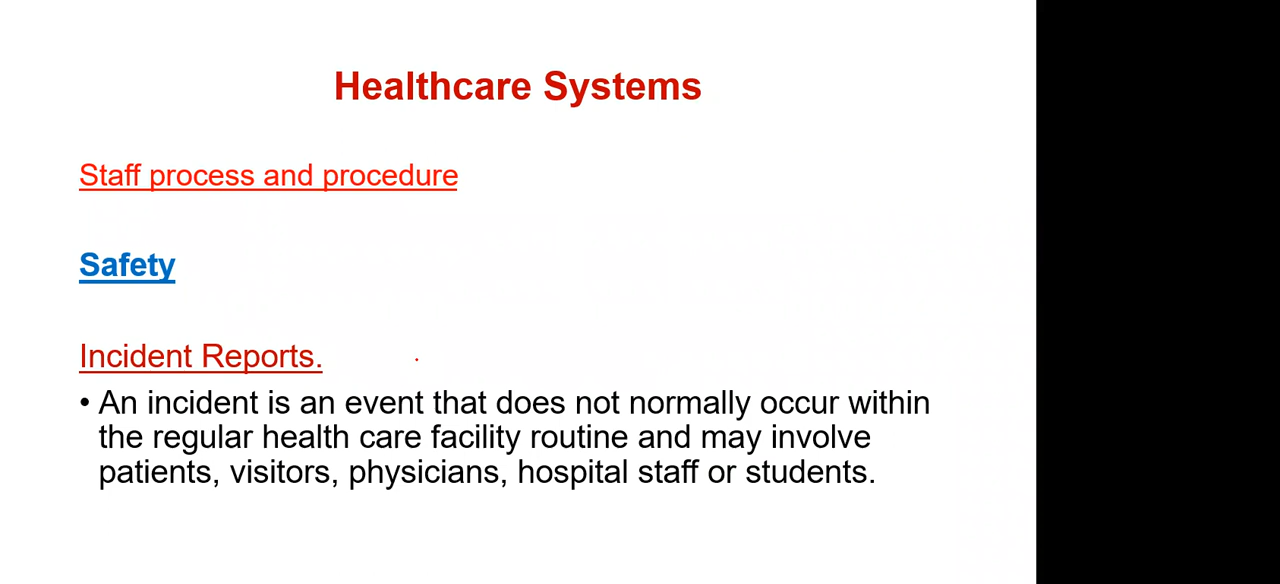 Healthcare Systems
Staff process and procedure
Safety
Incident Reports.
• An incident is an event that does not normally occur within
the regular health care facility routine and may involve
patients, visitors, physicians, hospital staff or students.